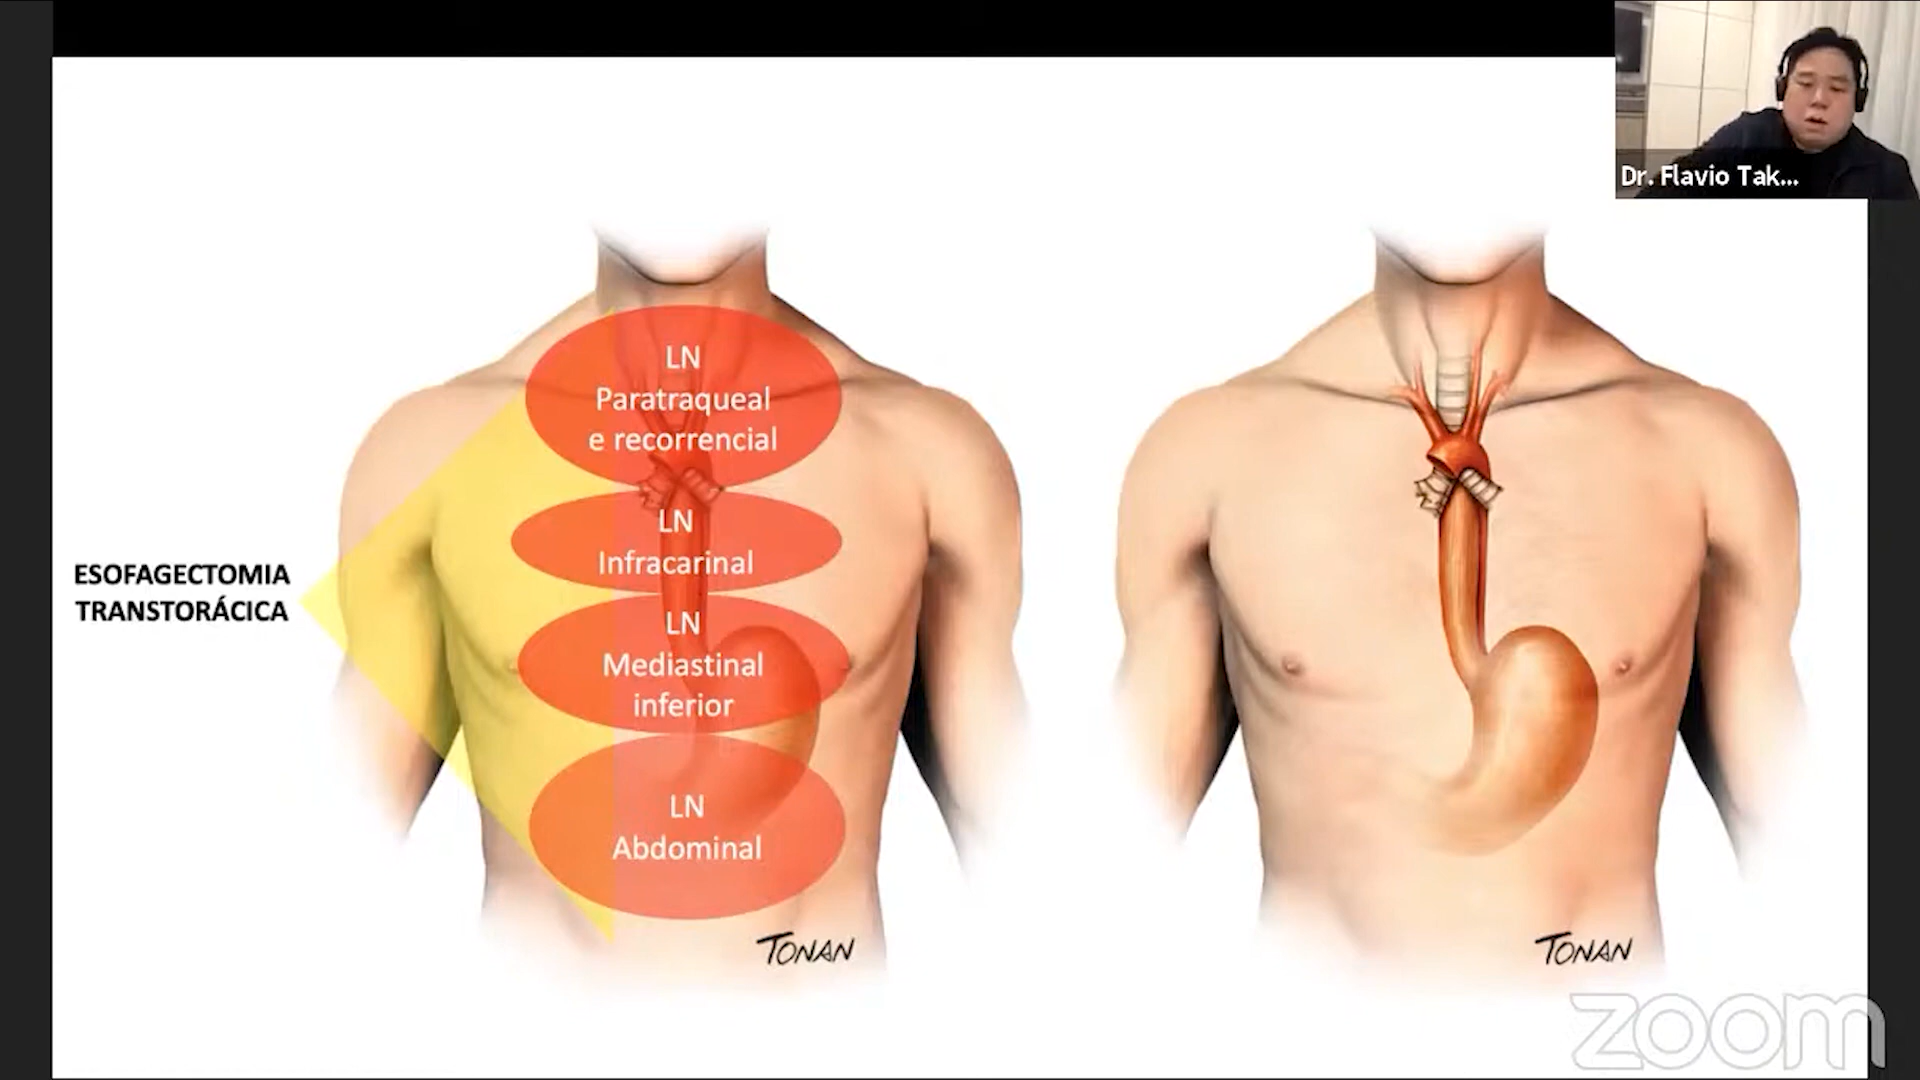 Dr. Flavio Tak...
LN
Paratraqueal
e recorrencial
LN
Infracarinal
ESOFAGECTOMIA
TRANSTORÁCICA
LN
Mediastinal
inferior
LN
Abdominal
TONAN
TONAN
zoom